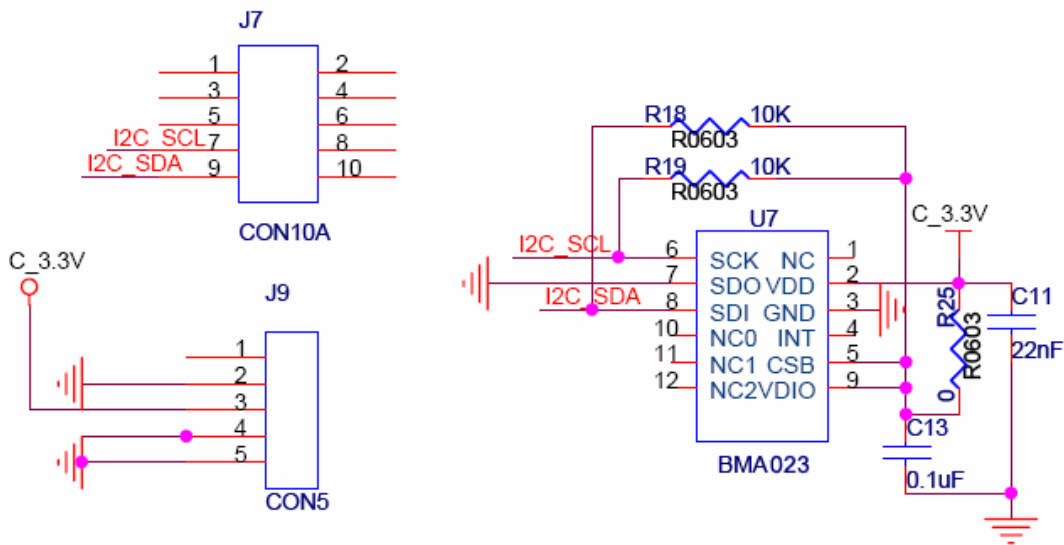 J7
1 2
3 4
5 6
I2C_SCL 7 8
I2C_SDA 9 10
CON10A
C_3.3V
J9
1
2
3
4
5
CON5
R18 10K
R0603
R19 10K
R0603
U7
C_3.3V
I2C_SCL 6 SCK NC 1
7 SDO VDD 2
I2C_SDA 8 SDI GND 3
10 NC0 INT 4
11 NC1 CSB 5
12 NC2VDIO 9
BMA023
R25
R0603
0
C11
22nF
C13
0.1uF